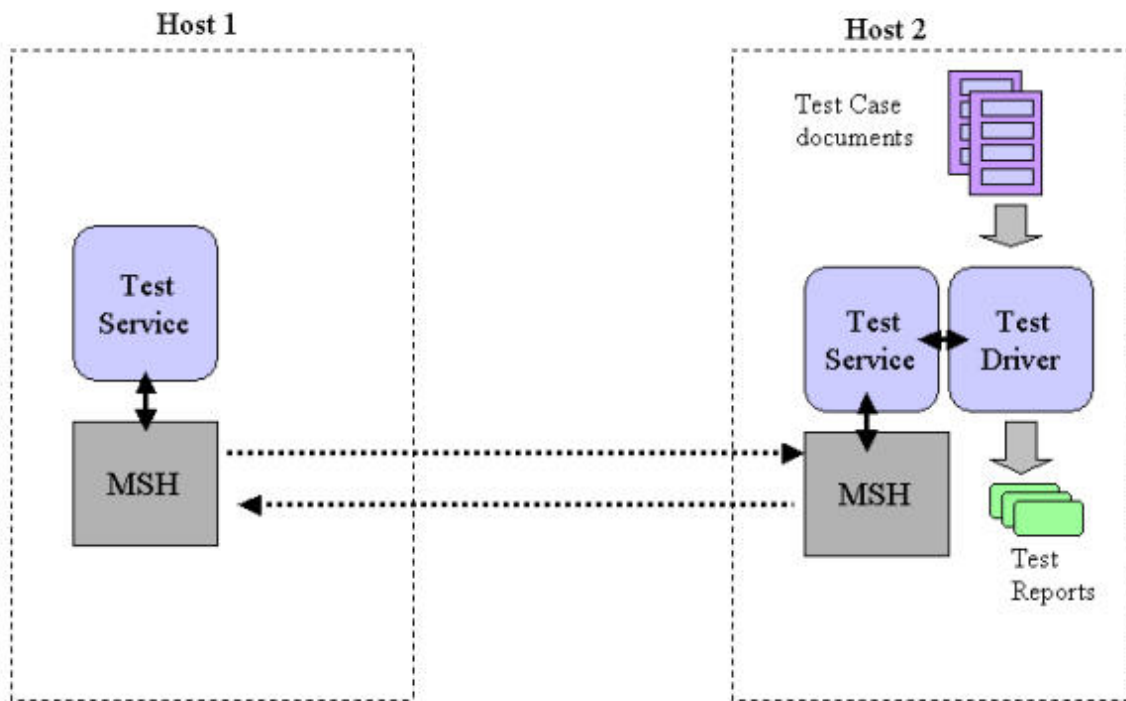 Host 1
Host 2
Test Case
documents
Test
Service
Test
Service
Test
Driver
MSH
MSH
Test
Reports